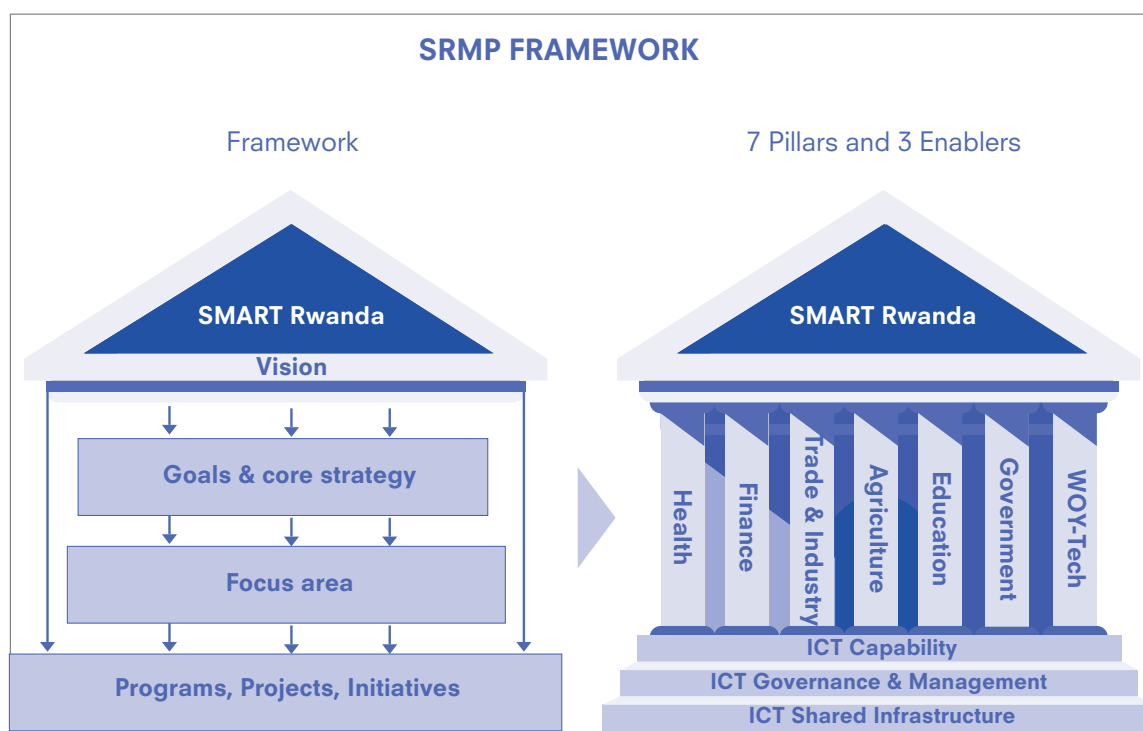 SRMP FRAMEWORK
Framework
SMART Rwanda
Vision
Goals & core strategy
Focus area
Programs, Projects, Initiatives
7 Pillars and 3 Enablers
SMART Rwanda
Health
Finance
Trade & Industry
Agriculture
Education
Government
WOY-Tech
ICT Capability
ICT Governance & Management
ICT Shared Infrastructure